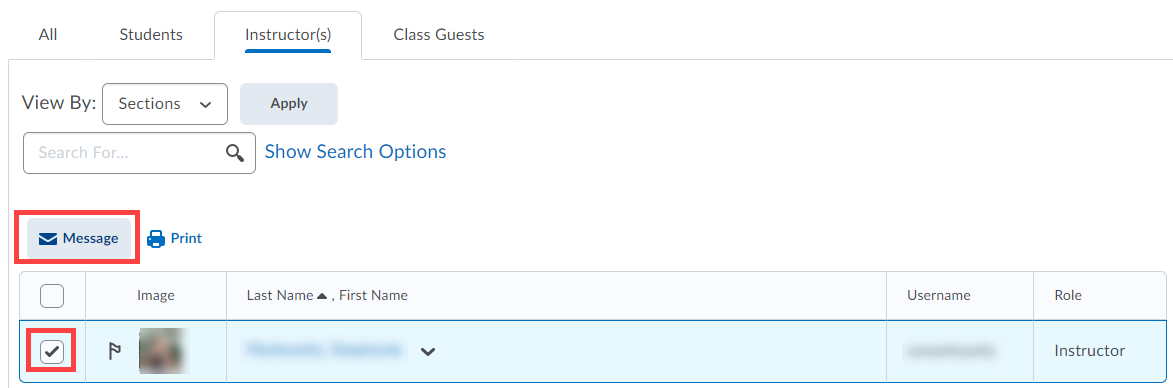 All Students Instructor(s) Class Guests
View By: Sections Apply
Search For... Show Search Options
Message Print
Image Last Name , First Name Username Role
Instructor